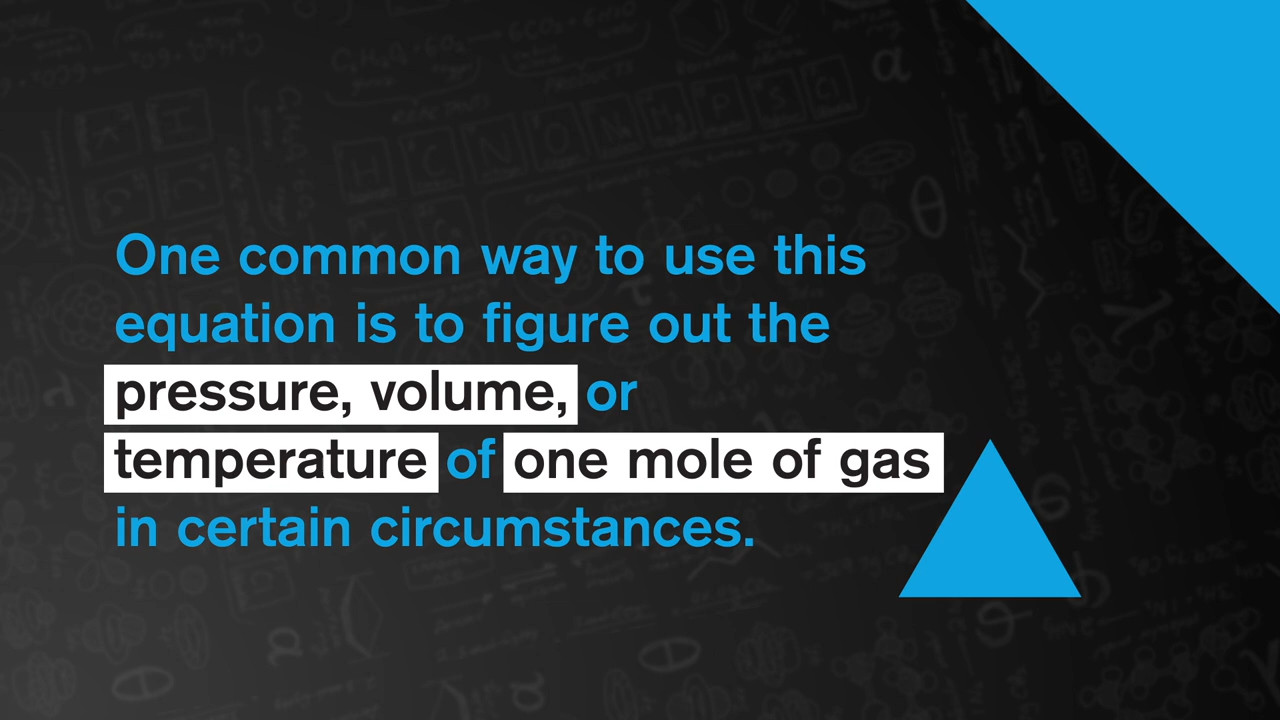 One common way to use this
equation is to figure out the
pressure, volume, or
temperature of one mole of gas
in certain circumstances.